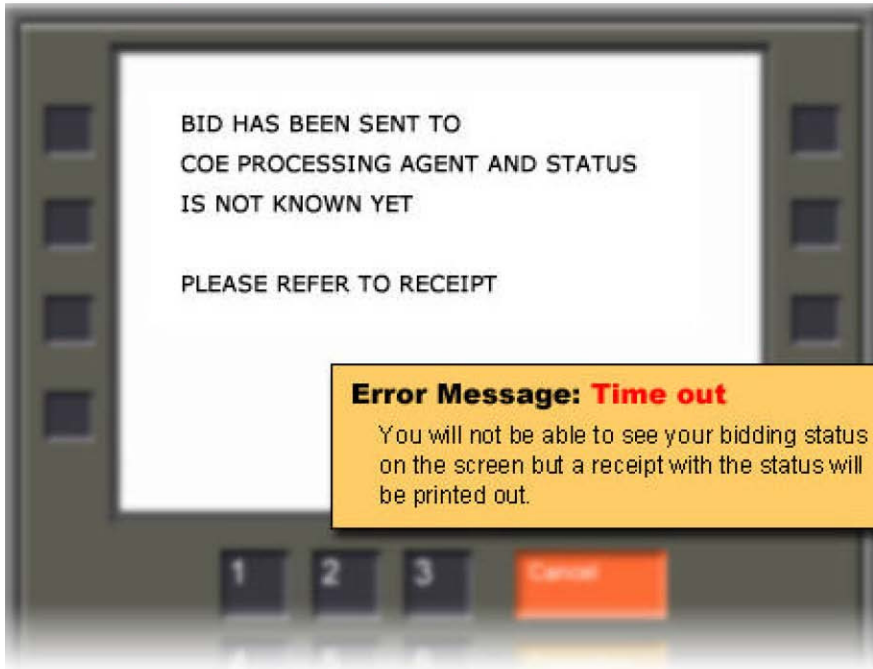 BID HAS BEEN SENT TO
COE PROCESSING AGENT AND STATUS
IS NOT KNOWN YET
PLEASE REFER TO RECEIPT
Error Message: Time out
You will not be able to see your bidding status
on the screen but a receipt with the status will
be printed out.
1 2 3 Cancel